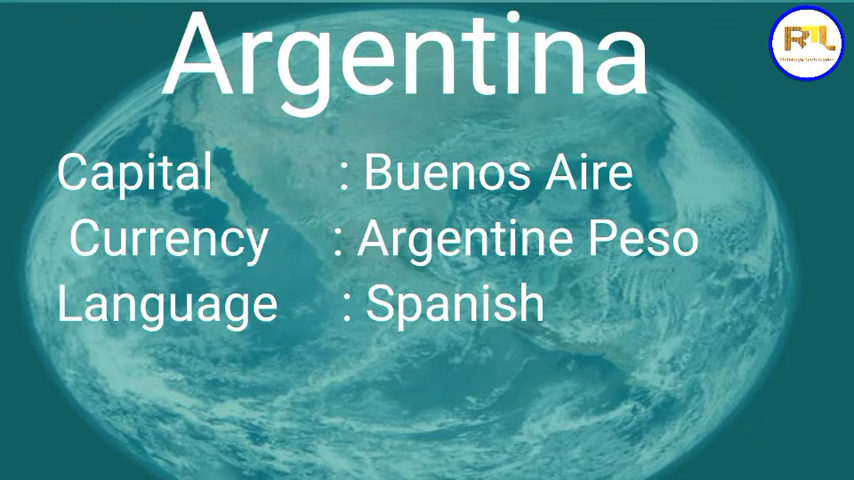 Argentina
RTL
Capital : Buenos Aire
Currency : Argentine Peso
Language : Spanish